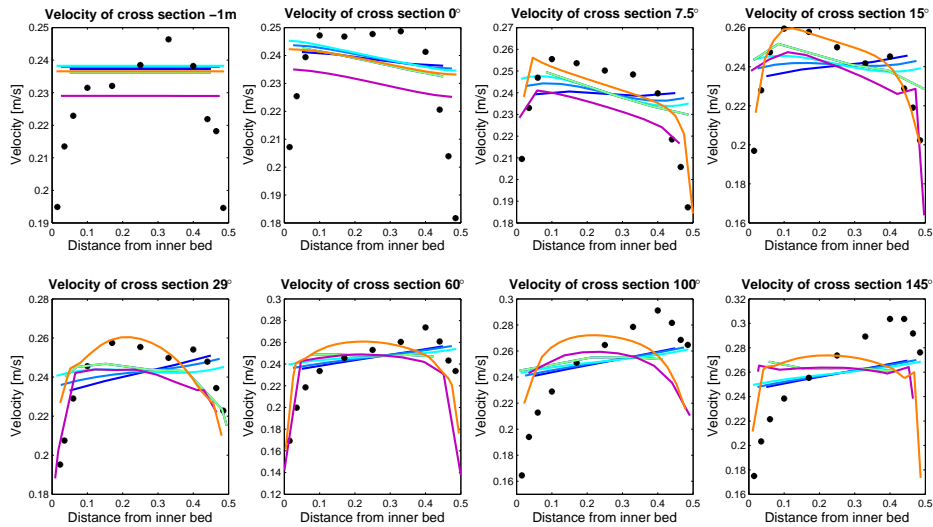 Velocity of cross section −1m
Velocity of cross section 0°
Velocity of cross section 7.5°
Velocity of cross section 15°
Velocity [m/s]
0.25
0.24
0.23
0.22
0.21
0.2
0.19
0 0.1 0.2 0.3 0.4 0.5
Distance from inner bed
Velocity [m/s]
0.25
0.24
0.23
0.22
0.21
0.2
0.19
0.18
0 0.1 0.2 0.3 0.4 0.5
Distance from inner bed
Velocity [m/s]
0.27
0.26
0.25
0.24
0.23
0.22
0.21
0.2
0.19
0.18
0 0.1 0.2 0.3 0.4 0.5
Distance from inner bed
Velocity [m/s]
0.26
0.24
0.22
0.2
0.18
0.16
0 0.1 0.2 0.3 0.4 0.5
Distance from inner bed
Velocity of cross section 29°
Velocity of cross section 60°
Velocity of cross section 100°
Velocity of cross section 145°
Velocity [m/s]
0.28
0.26
0.24
0.22
0.2
0.18
0 0.1 0.2 0.3 0.4 0.5
Distance from inner bed
Velocity [m/s]
0.3
0.28
0.26
0.24
0.22
0.2
0.18
0.16
0.14
0.12
0 0.1 0.2 0.3 0.4 0.5
Distance from inner bed
Velocity [m/s]
0.3
0.28
0.26
0.24
0.22
0.2
0.18
0.16
0.14
0 0.1 0.2 0.3 0.4 0.5
Distance from inner bed
Velocity [m/s]
0.32
0.3
0.28
0.26
0.24
0.22
0.2
0.18
0.16
0 0.1 0.2 0.3 0.4 0.5
Distance from inner bed